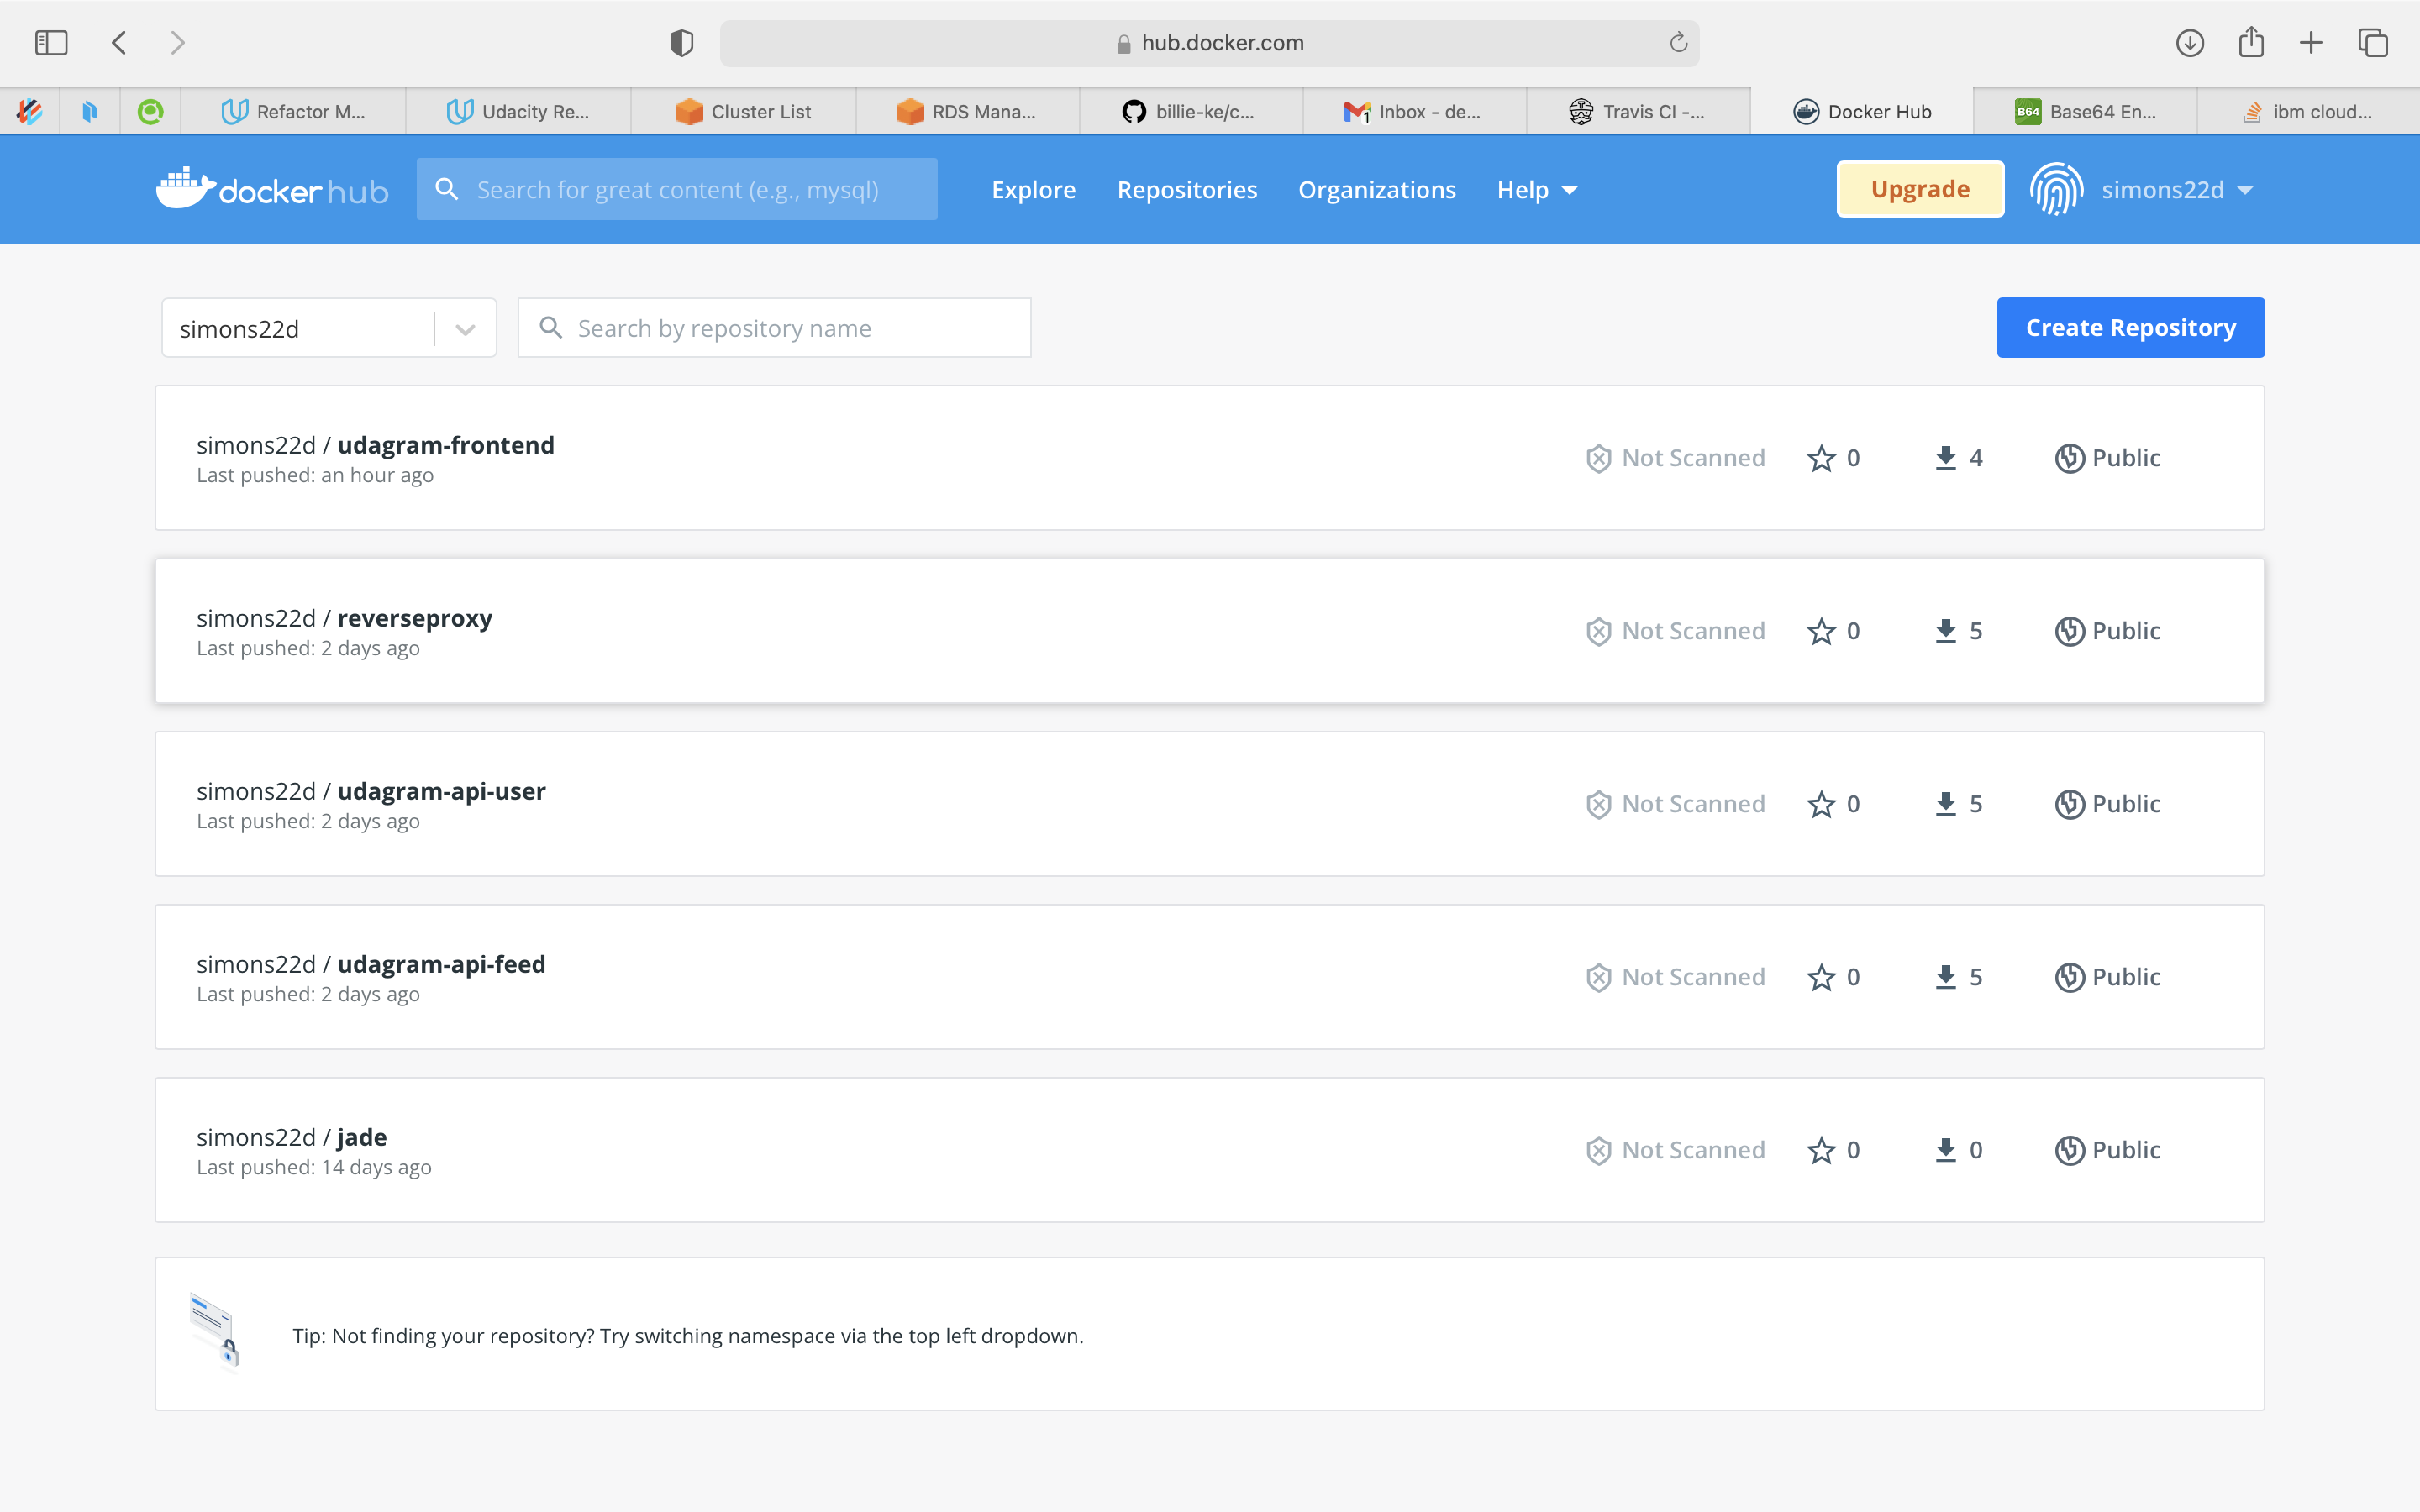 hub.docker.com
Refactor M...
Udacity Re...
Cluster List
RDS Mana...
billie-ke/c...
1
Inbox - de...
Travis CI -...
Docker Hub
B64
Base64 En...
ibm cloud...
docker hub
Search for great content (e.g., mysql)
Explore
Repositories
Organizations
Help
Upgrade
simons22d
simons22d
Search by repository name
Create Repository
simons22d / udagram-frontend
Last pushed: an hour ago
Not Scanned
0
4
Public
simons22d / reverseproxy
Last pushed: 2 days ago
Not Scanned
0
5
Public
simons22d / udagram-api-user
Last pushed: 2 days ago
Not Scanned
0
5
Public
simons22d / udagram-api-feed
Last pushed: 2 days ago
Not Scanned
0
5
Public
simons22d / jade
Last pushed: 14 days ago
Not Scanned
0
0
Public
Tip: Not finding your repository? Try switching namespace via the top left dropdown.